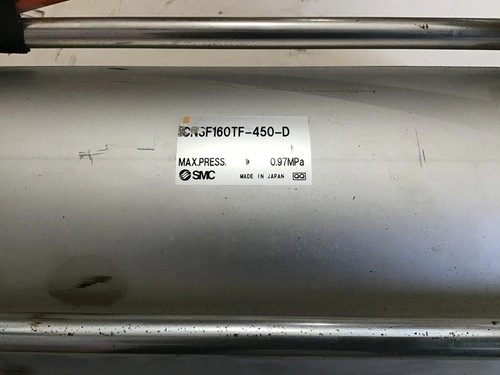 CNSF160TF-450-D
MAX.PRESS. 0.97MPa
SMC MADE IN JAPAN